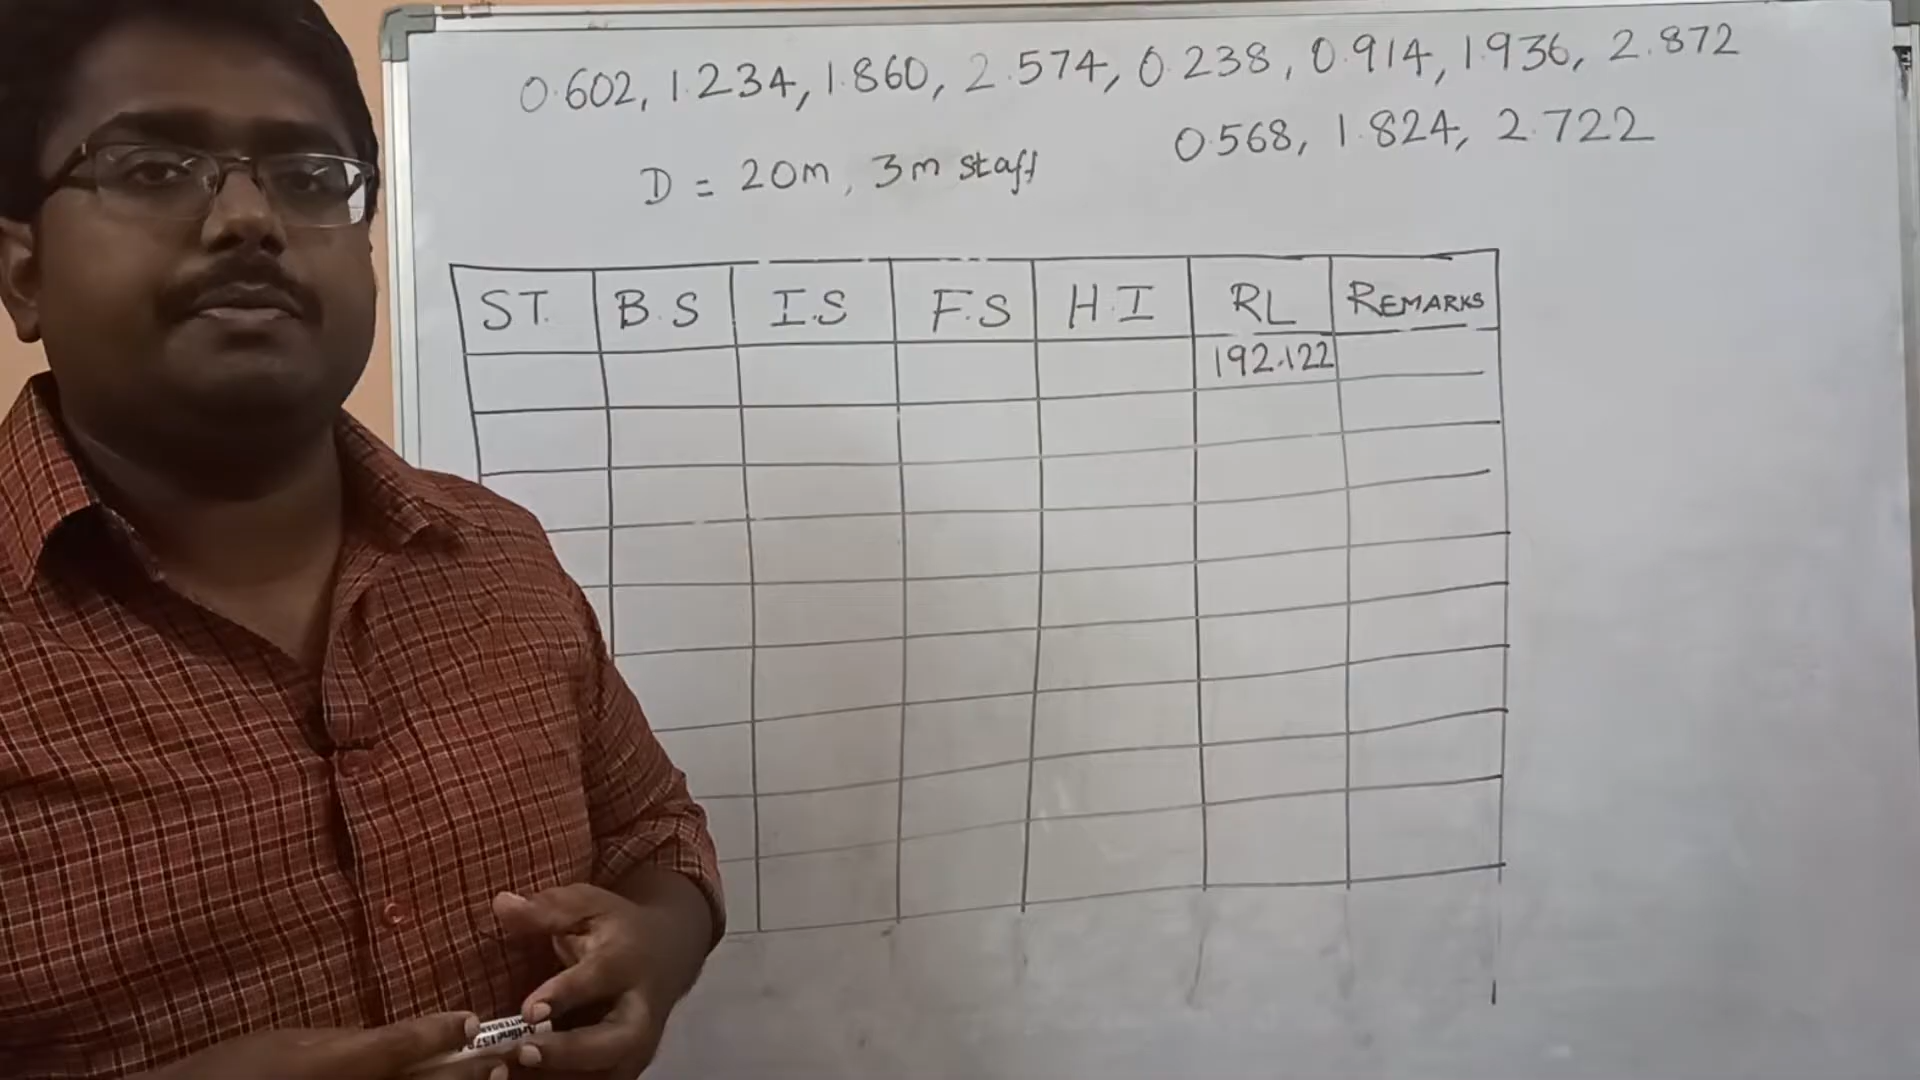 0.602, 1.234, 1.860, 2.574, 0.238, 0.914, 1.936, 2.872
0.568, 1.824, 2.722
D = 20m, 3m staff
ST. B.S I.S F.S H.I RL REMARKS
192.122
Artline